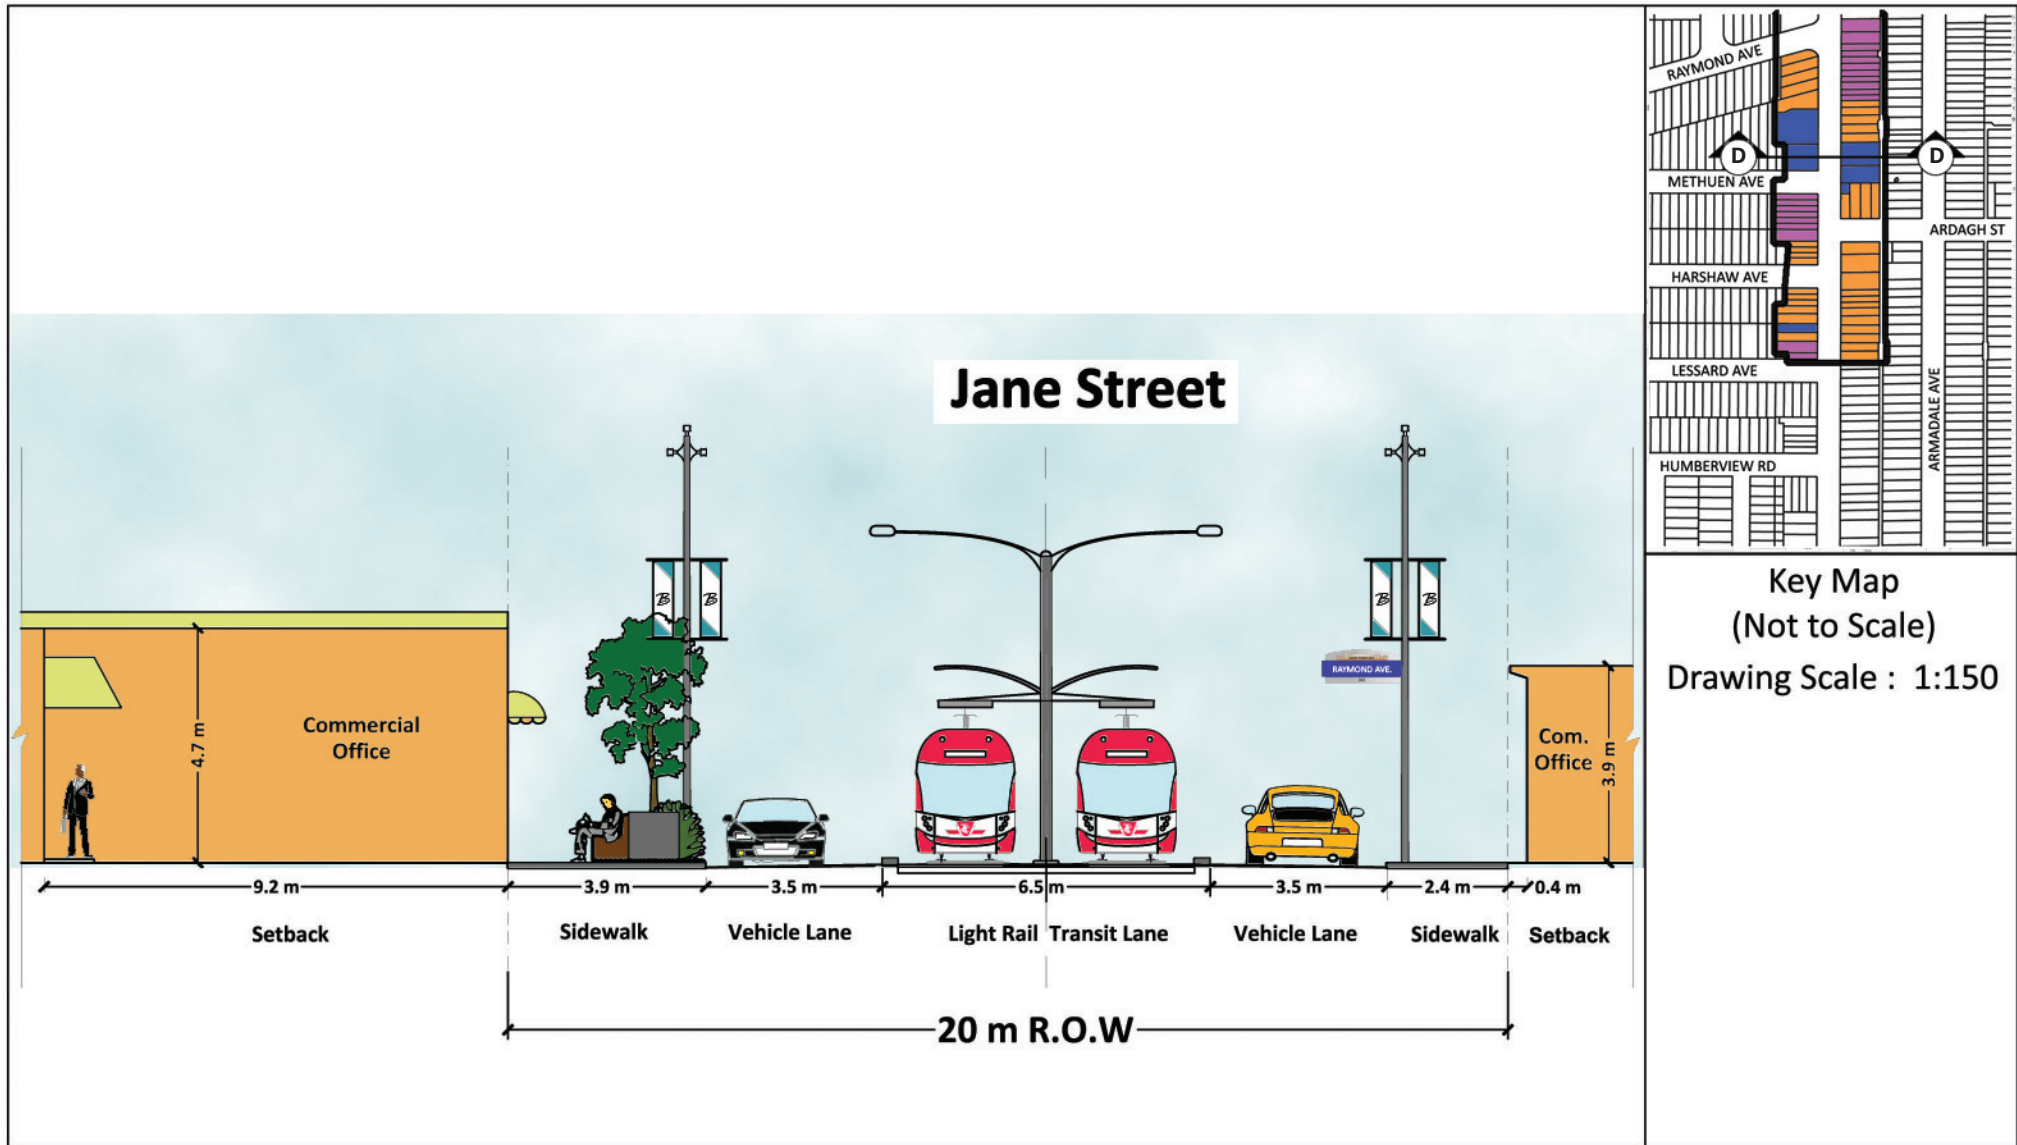 Jane Street
B
B
B
B
RAYMOND AVE.
Commercial
Office
4.7 m
Com.
Office
3.9 m
9.2 m
3.9 m
3.5 m
6.5 m
3.5 m
2.4 m
0.4 m
Setback
Sidewalk
Vehicle Lane
Light Rail Transit Lane
Vehicle Lane
Sidewalk
Setback
20 m R.O.W
RAYMOND AVE
D
D
METHUEN AVE
ARDAGH ST
HARSHAW AVE
LESSARD AVE
ARMADALE AVE
HUMBERVIEW RD
Key Map
(Not to Scale)
Drawing Scale : 1:150